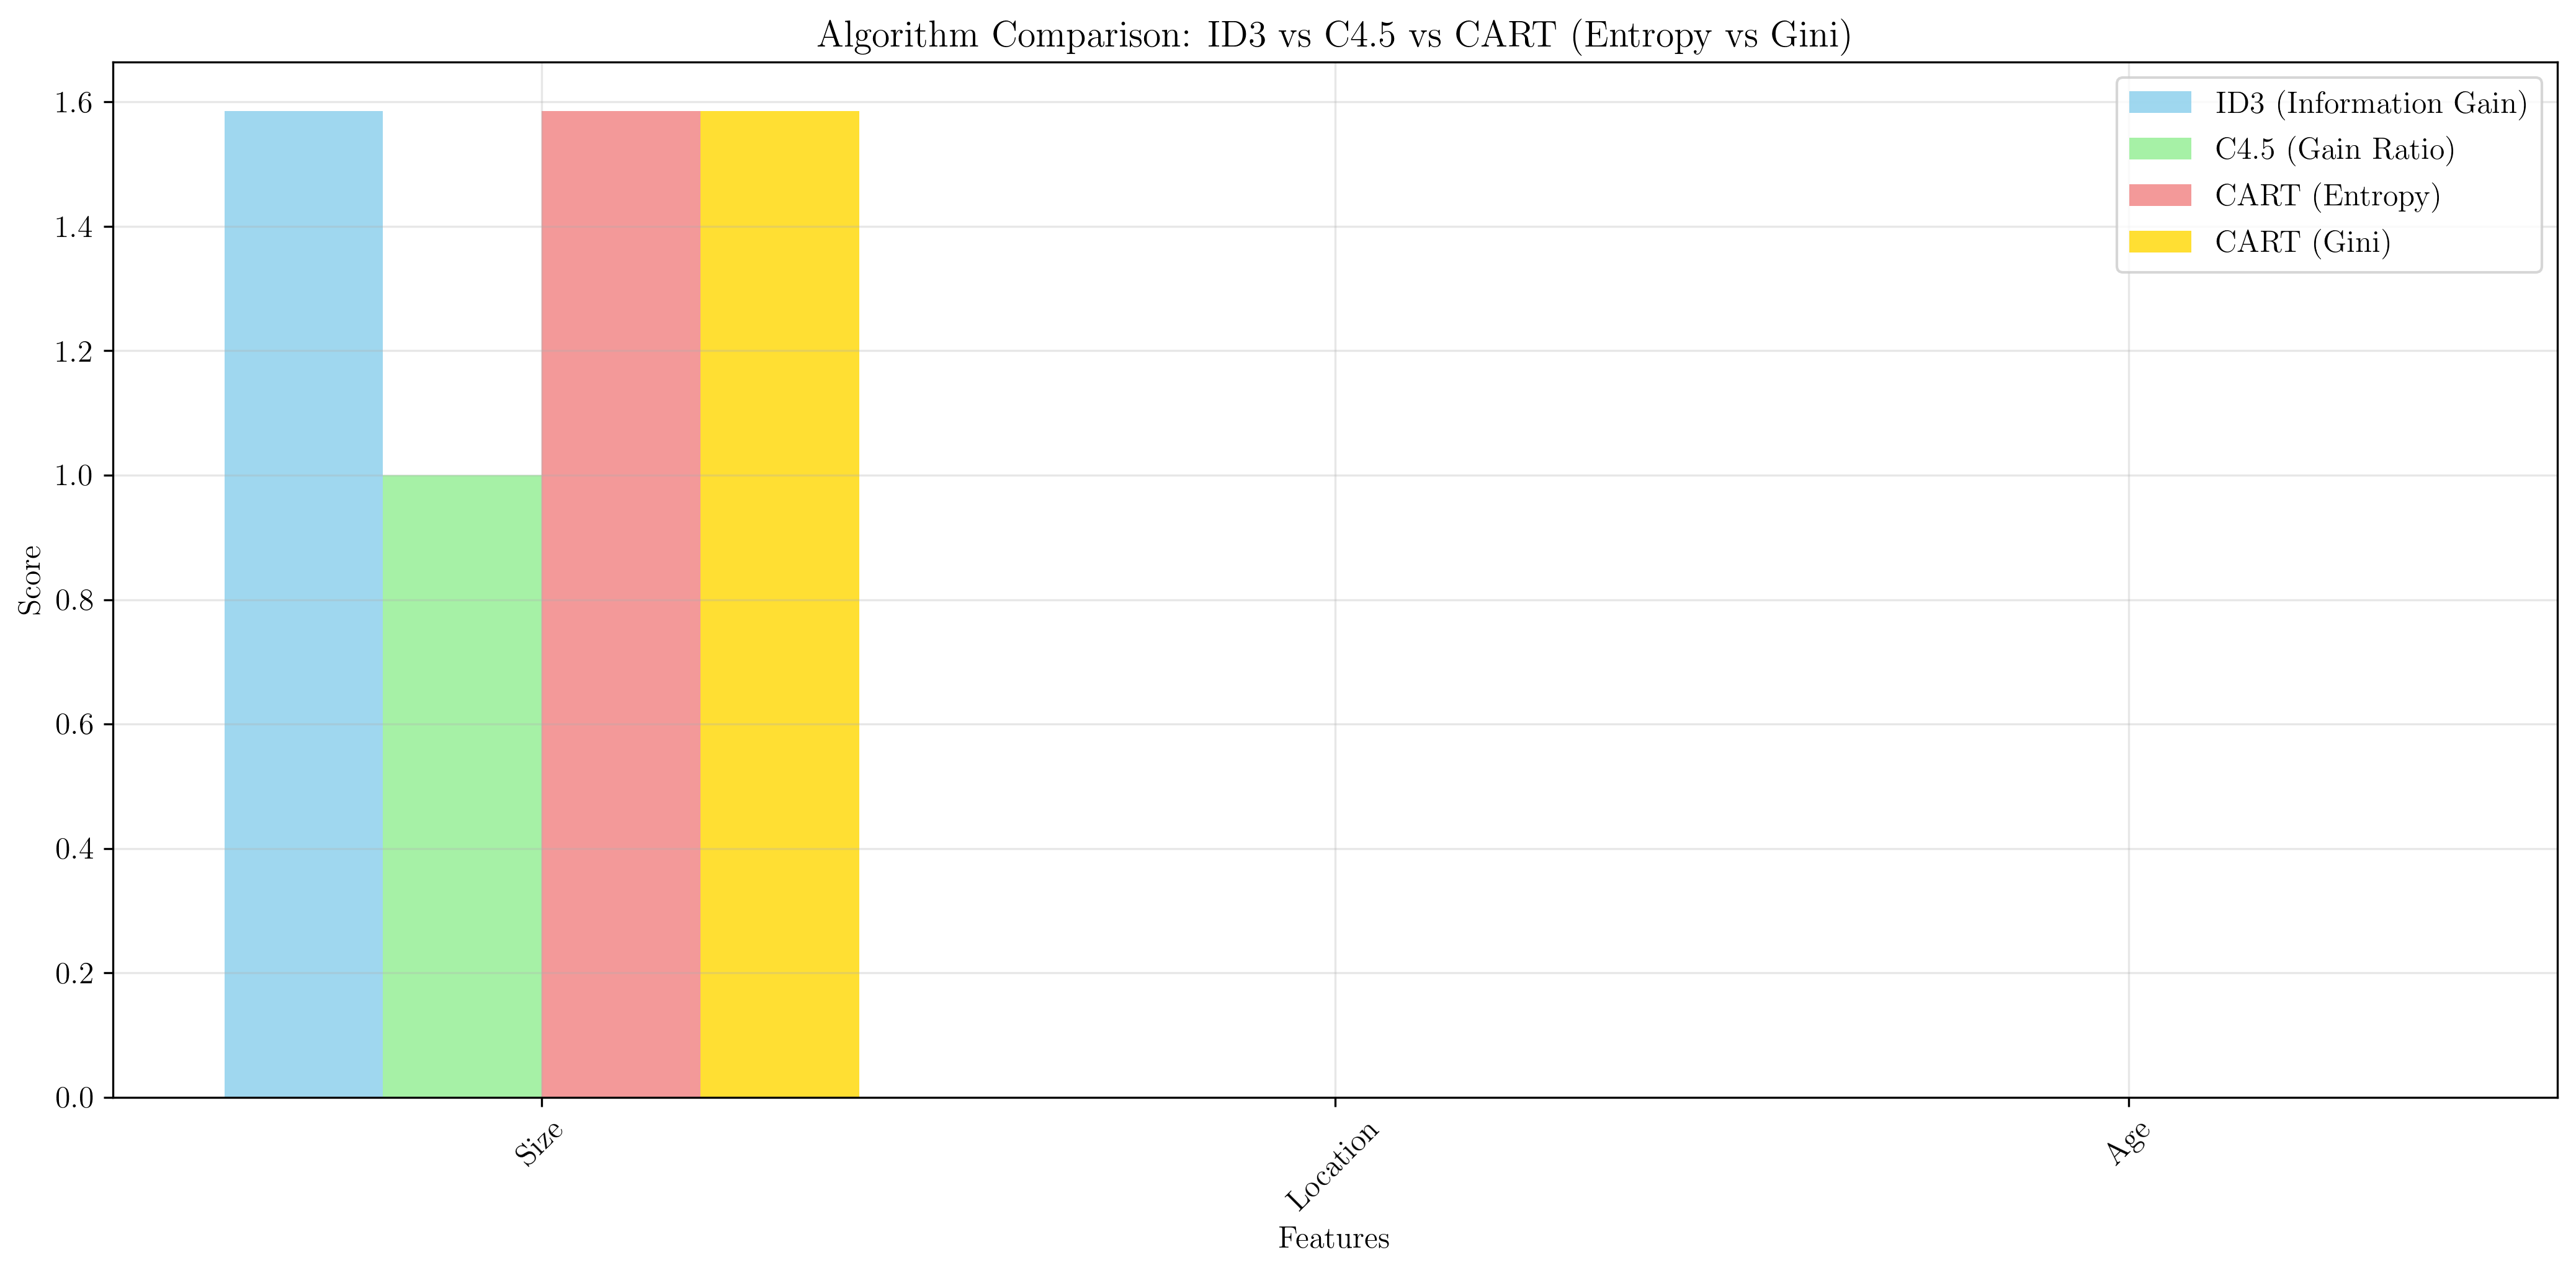 Algorithm Comparison: ID3 vs C4.5 vs CART (Entropy vs Gini)
ID3 (Information Gain)
C4.5 (Gain Ratio)
CART (Entropy)
CART (Gini)
Score
1.6
1.4
1.2
1.0
0.8
0.6
0.4
0.2
0.0
Size
Location
Age
Features